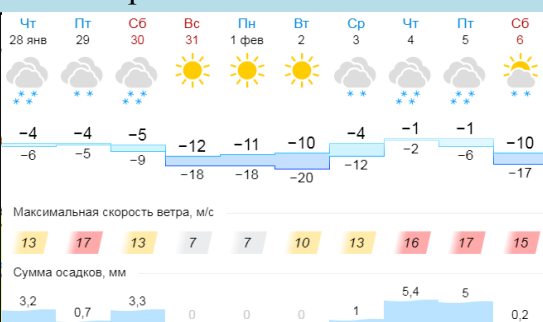 Чт Пт Сб Вс Пн Вт Ср Чт Пт Сб
28 янв 29 30 31 1 фев 2 3 4 5 6
−4 −4 −5 −12 −11 −10 −4 −1 −1 −10
−6 −5 −9 −18 −18 −20 −12 −2 −6 −17
Максимальная скорость ветра, м/с
13 17 13 7 7 10 13 16 17 15
Сумма осадков, мм
3,2 0,7 3,3 0 0 0 1 5,4 5 0,2